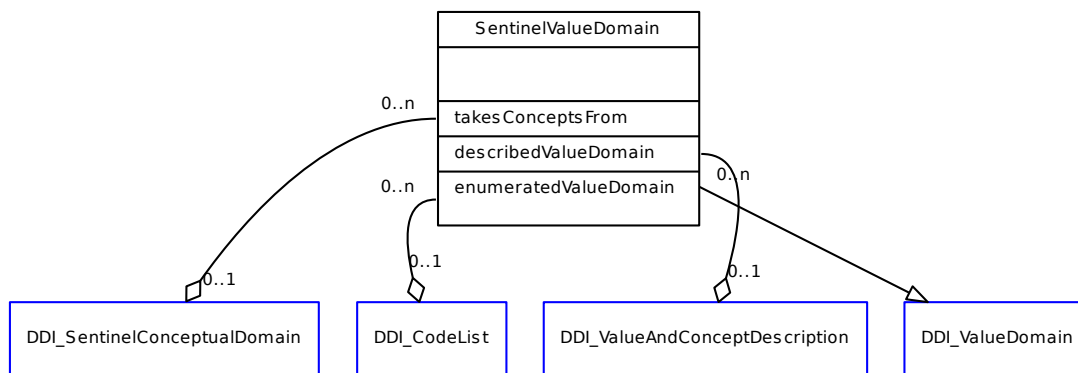 SentinelValueDomain
0..n
takesConceptsFrom
describedValueDomain
0..n
0..n
enumeratedValueDomain
0..1
0..1
0..1
DDI_SentinelConceptualDomain
DDI_CodeList
DDI_ValueAndConceptDescription
DDI_ValueDomain